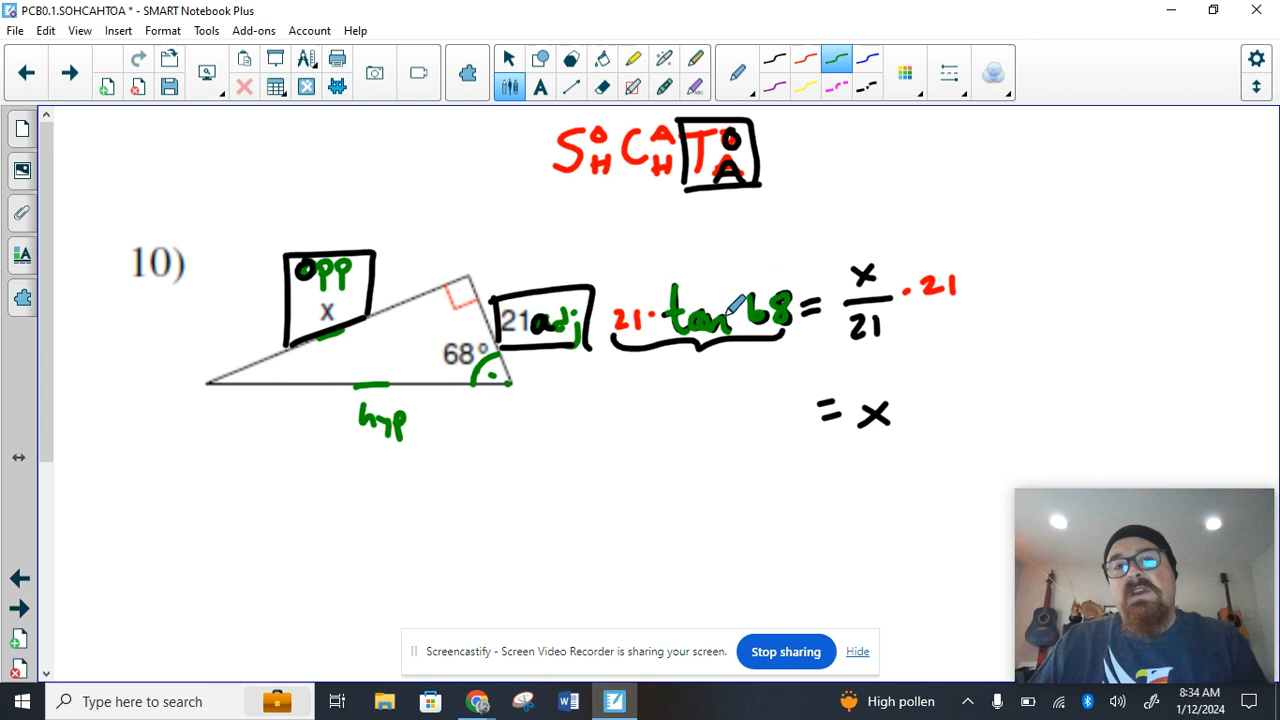 PCB0.1.SOHCAHTOA * - SMART Notebook Plus
File Edit View Insert Format Tools Add-ons Account Help
S O H C A H T O A
10)
opp
x
21 adj
68°
hyp
21 · tan 68 = x / 21 · 21
= x
Screencastify - Screen Video Recorder is sharing your screen. Stop sharing Hide
Type here to search
High pollen
8:34 AM
1/12/2024